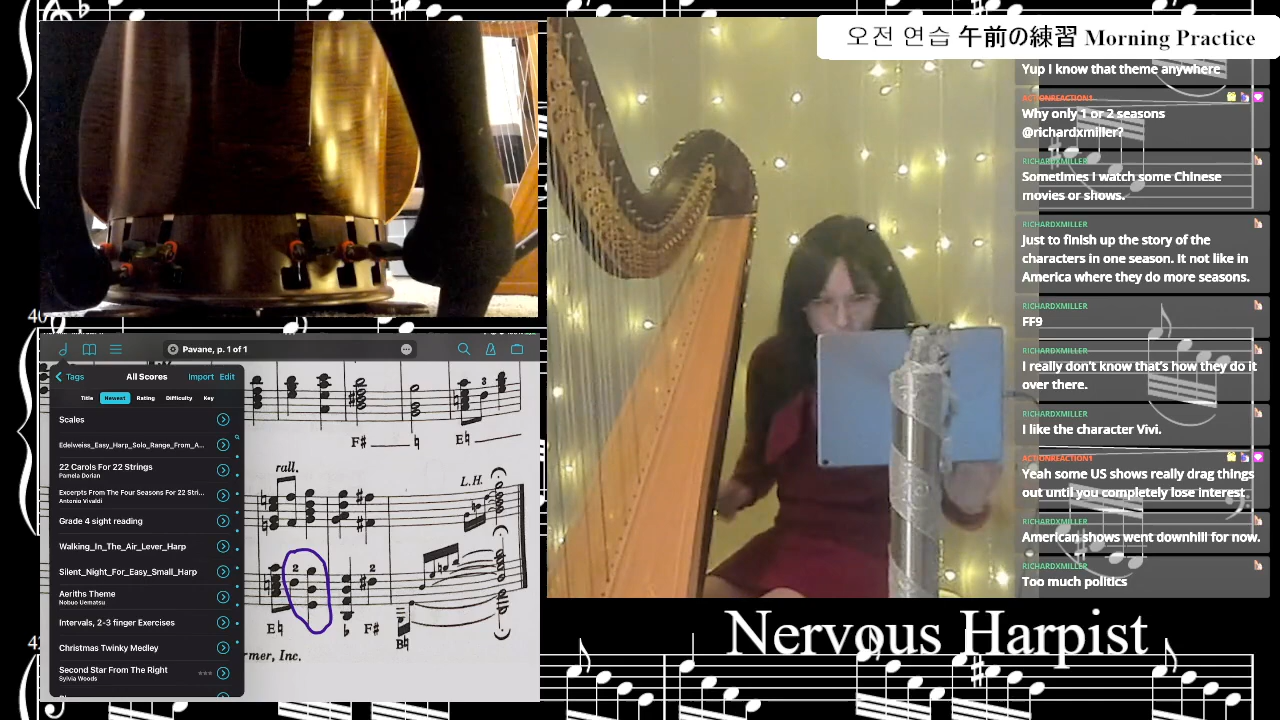 오전 연습 午前の練習 Morning Practice
Yup I know that theme anywhere
ACTIONREACTION1
Why only 1 or 2 seasons
@richardxmiller?
RICHARDXMILLER
Sometimes I watch some Chinese
movies or shows.
RICHARDXMILLER
Just to finish up the story of the
characters in one season. It not like in
America where they do more seasons.
RICHARDXMILLER
FF9
RICHARDXMILLER
I really don't know that's how they do it
over there.
RICHARDXMILLER
I like the character Vivi.
ACTIONREACTION1
Yeah some US shows really drag things
out until you completely lose interest
RICHARDXMILLER
American shows went downhill for now.
RICHARDXMILLER
Too much politics
Nervous Harpist
Pavane, p. 1 of 1
Tags All Scores Import Edit
Title Newest Rating Difficulty Key
Scales
Edelweiss_Easy_Harp_Solo_Range_From_A...
22 Carols For 22 Strings
Pamela Dorian
Excerpts From The Four Seasons For 22 Stri...
Antonio Vivaldi
Grade 4 sight reading
Walking_In_The_Air_Lever_Harp
Silent_Night_For_Easy_Small_Harp
Aeriths Theme
Nobuo Uematsu
Intervals, 2-3 finger Exercises
Christmas Twinky Medley
Second Star From The Right
Sylvia Woods
3
F# ♮ E♮
rall.
L.H.
2 2
E♮ ♭ F# B♮
rmer, Inc.